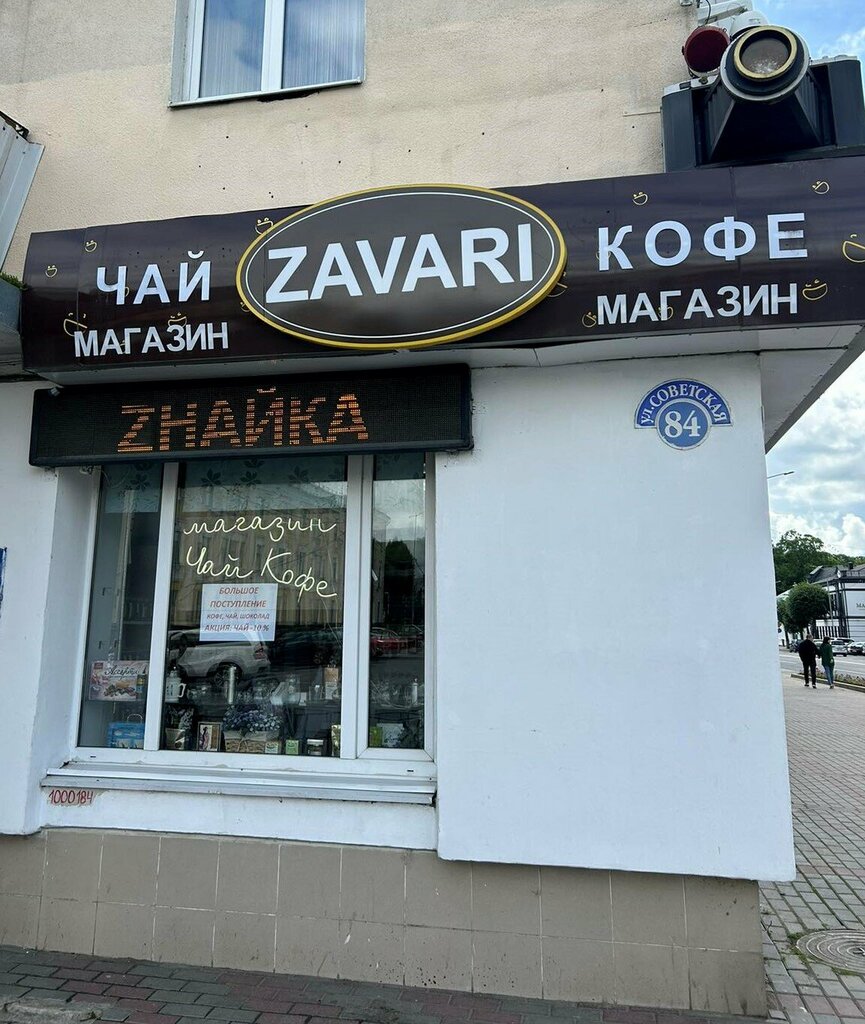 ЧАЙ
МАГАЗИН
ZAVARI
КОФЕ
МАГАЗИН
ZНАЙКА
УЛ.СОВЕТСКАЯ
84
магазин
Чай Кофе
БОЛЬШОЕ
ПОСТУПЛЕНИЕ
КОФЕ, ЧАЙ, ШОКОЛАД
АКЦИЯ: ЧАЙ -10%
Ассорти
1000184